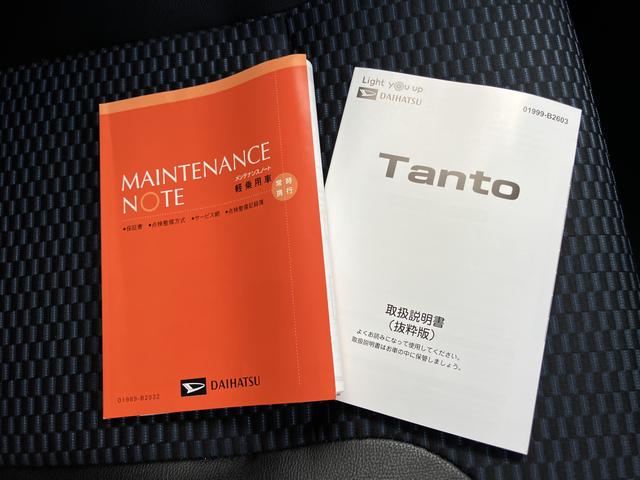 MAINTENANCE
NOTE
メンテナンスノート
軽乗用車
常時
携行
•保証書 •点検整備方式 •サービス網 •点検整備記録簿
DAIHATSU
01999-B2032
Light you up
DAIHATSU
01999-B2603
Tanto
取扱説明書
（抜粋版）
よくお読みになって使用してください。
取扱説明書はお車の中に保管しましょう。